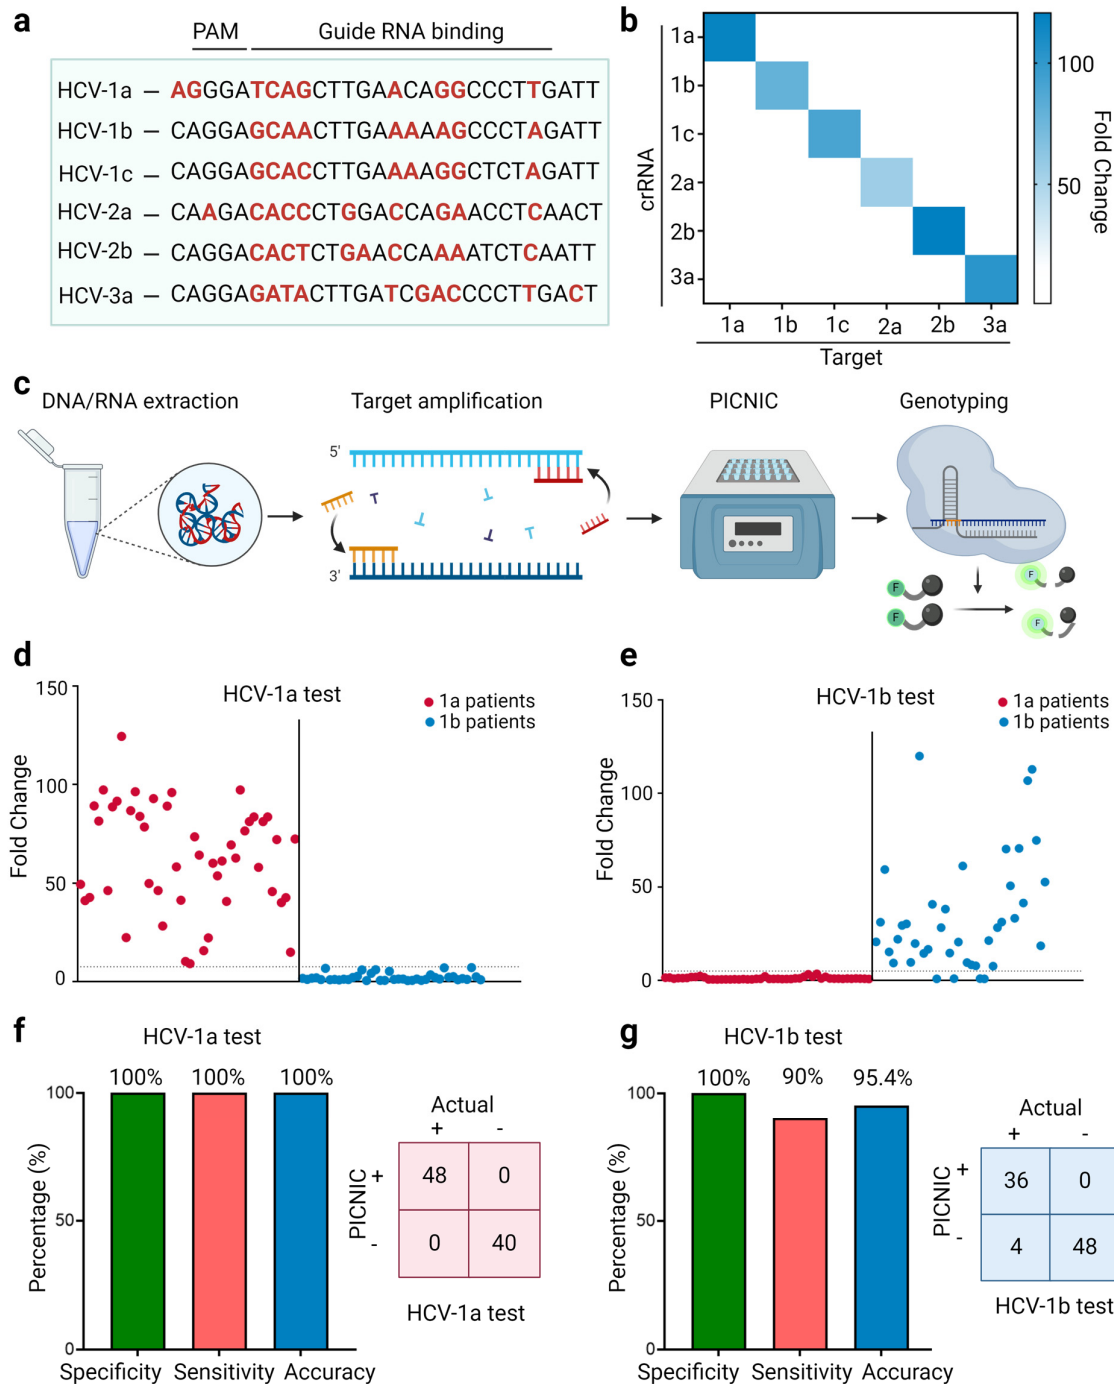 a
PAM Guide RNA binding
HCV-1a – AGGGATCAGCTTGAACAGGCCCTTGATT
HCV-1b – CAGGAGCAACTTGAAAAAGCCCTAGATT
HCV-1c – CAGGAGCACCTTGAAAAGGCTCTAGATT
HCV-2a – CAAGACACCCCTGGACCAGAACCTCAACT
HCV-2b – CAGGACACTCTGAACCAAAATCTCAATT
HCV-3a – CAGGAGATACTTGATCGACCCCTTGACT
b
crRNA
1a
1b
1c
2a
2b
3a
1a 1b 1c 2a 2b 3a
Target
100
50
Fold Change
c
DNA/RNA extraction
Target amplification
PICNIC
Genotyping
5'
3'
F
F
F
F
d
HCV-1a test
1a patients
1b patients
Fold Change
150
100
50
0
e
HCV-1b test
1a patients
1b patients
Fold Change
150
100
50
0
f
HCV-1a test
100% 100% 100%
Percentage (%)
100
50
0
Specificity Sensitivity Accuracy
Actual
+ -
PICNIC
+ 48 0
- 0 40
HCV-1a test
g
HCV-1b test
100% 90% 95.4%
Percentage (%)
100
50
0
Specificity Sensitivity Accuracy
Actual
+ -
PICNIC
+ 36 0
- 4 48
HCV-1b test